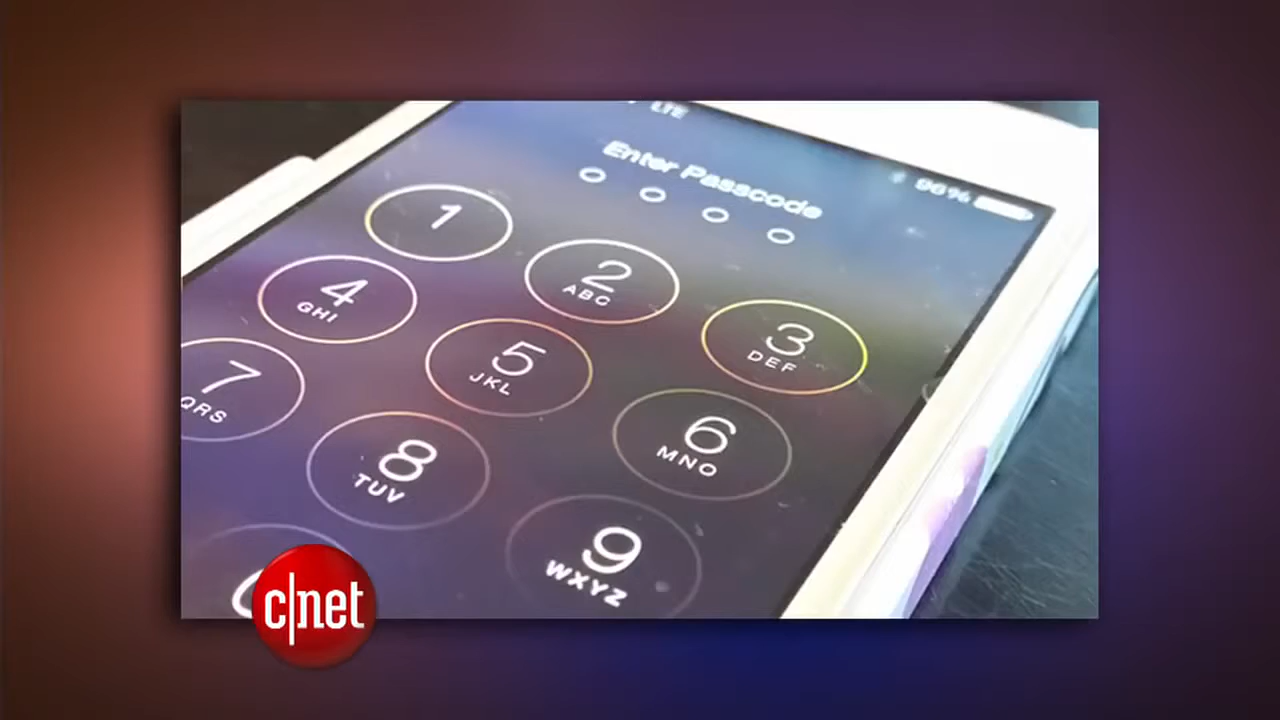 LTE
96%
Enter Passcode
1
2
ABC
3
DEF
4
GHI
5
JKL
6
MNO
7
QRS
8
TUV
9
WXYZ
c|net